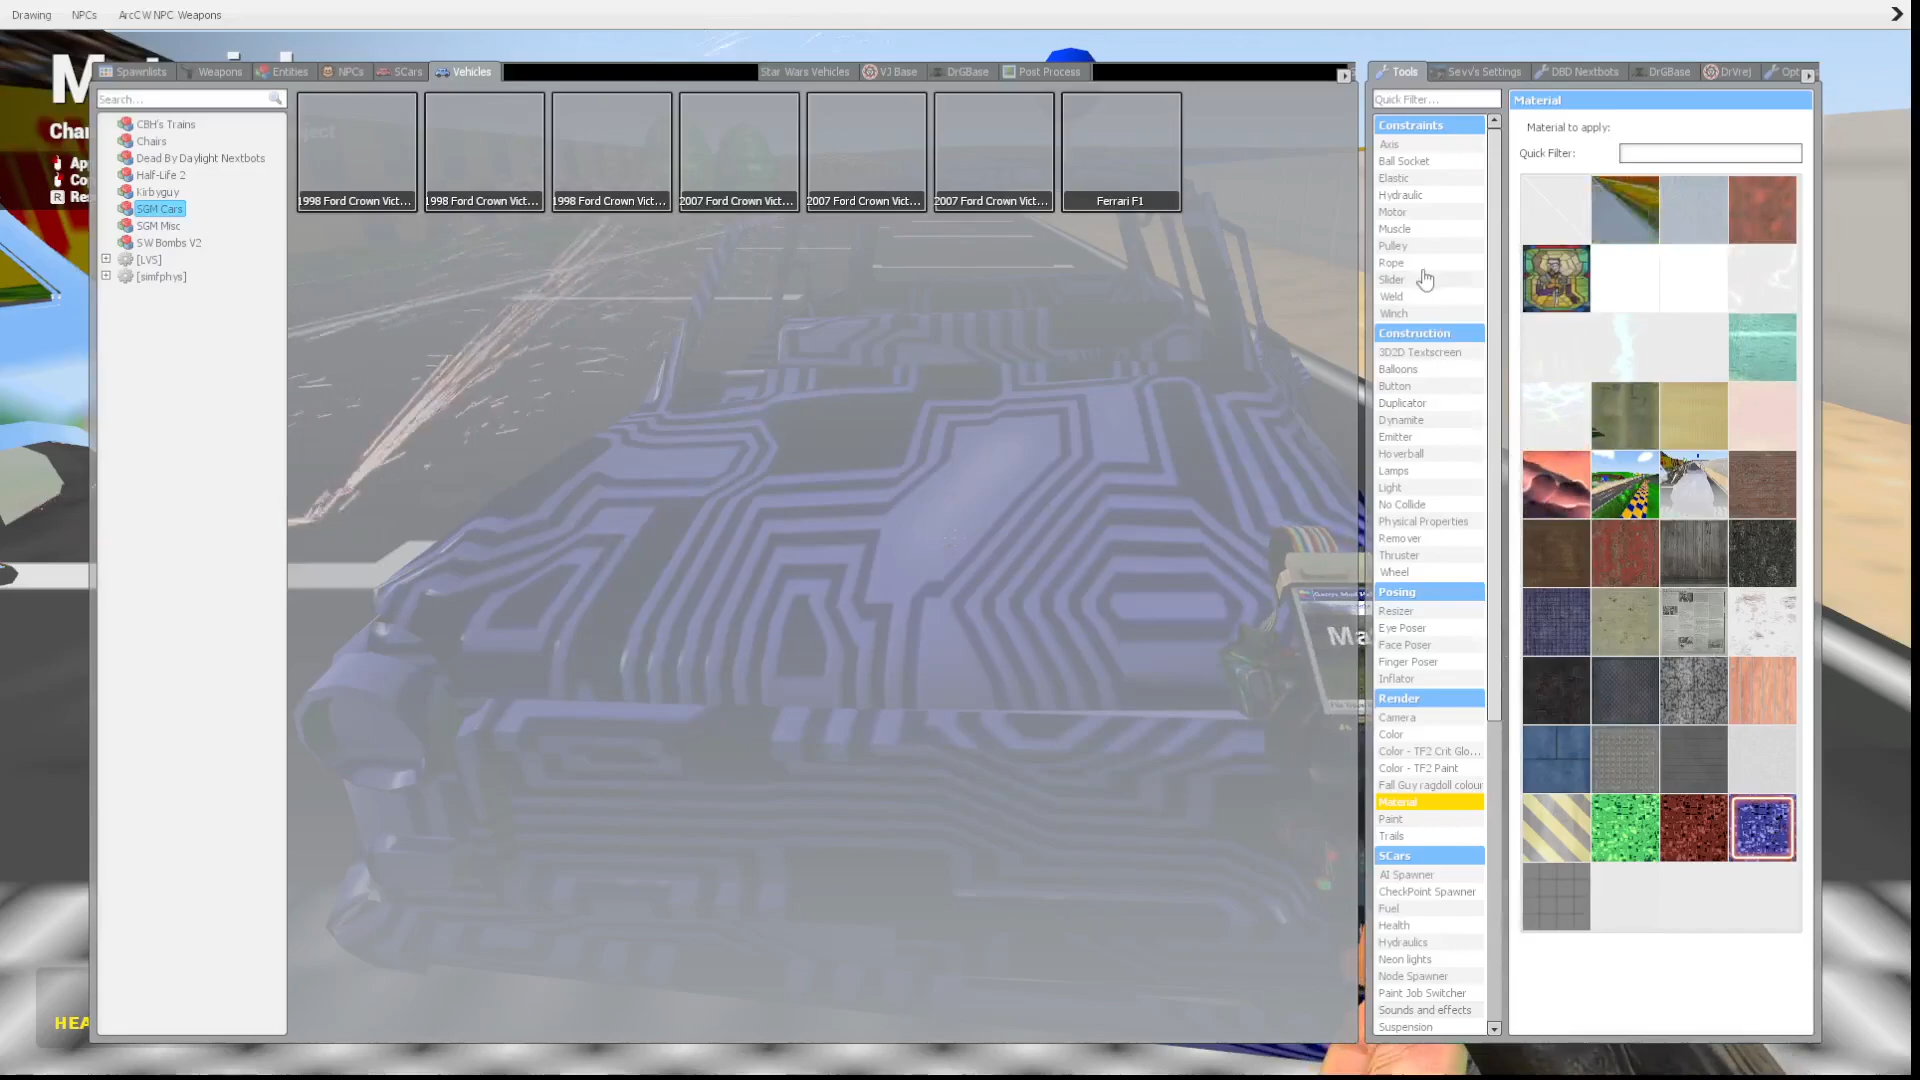 Drawing NPCs ArcCW NPC Weapons
Spawnlists Weapons Entities NPCs SCars Vehicles Star Wars Vehicles VJ Base DrGBase Post Process
Search...
CBH's Trains
Chairs
Dead By Daylight Nextbots
Half-Life 2
Kirbyguy
SGM Cars
SGM Misc
SW Bombs V2
[LVS]
[simfphys]
1998 Ford Crown Vict... 1998 Ford Crown Vict... 1998 Ford Crown Vict... 2007 Ford Crown Vict... 2007 Ford Crown Vict... 2007 Ford Crown Vict... Ferrari F1
Tools Sevv's Settings DBD Nextbots DrGBase DrVrej Opt
Quick Filter...
Constraints
Axis
Ball Socket
Elastic
Hydraulic
Motor
Muscle
Pulley
Rope
Slider
Weld
Winch
Construction
3D2D Textscreen
Balloons
Button
Duplicator
Dynamite
Emitter
Hoverball
Lamps
Light
No Collide
Physical Properties
Remover
Thruster
Wheel
Posing
Resizer
Eye Poser
Face Poser
Finger Poser
Inflator
Render
Camera
Color
Color - TF2 Crit Glo...
Color - TF2 Paint
Fall Guy ragdoll colour
Material
Paint
Trails
SCars
AI Spawner
CheckPoint Spawner
Fuel
Health
Hydraulics
Neon lights
Node Spawner
Paint Job Switcher
Sounds and effects
Suspension
Material
Material to apply:
Quick Filter:
M
Cha
Ap
Co
R Re
ject
Ma
HEA